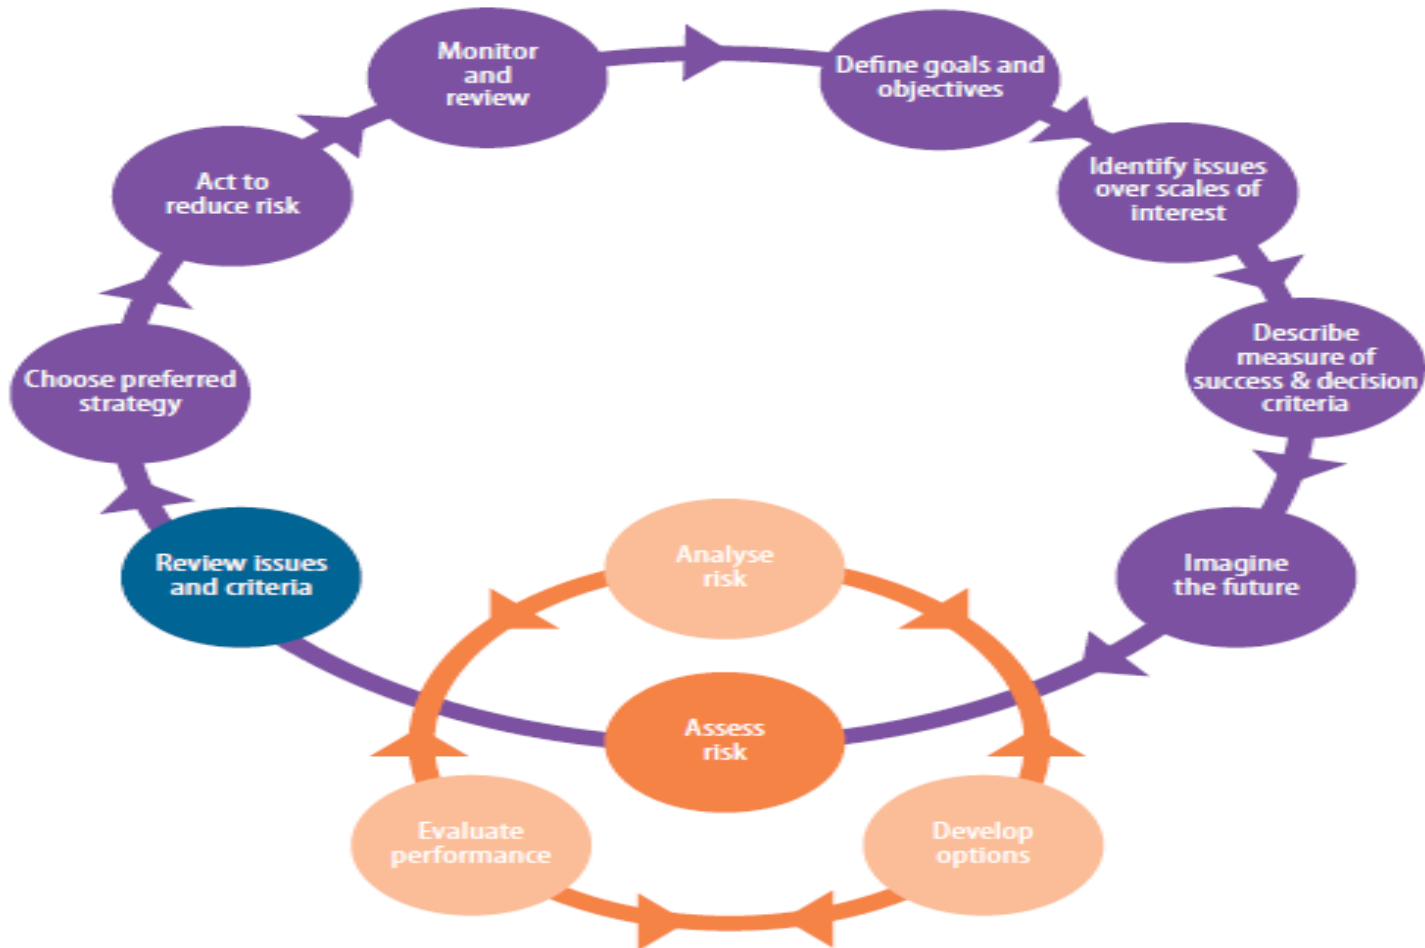 Monitor
and
review
Define goals and
objectives
Act to
reduce risk
Identify issues
over scales of
interest
Choose preferred
strategy
Describe
measure of
success & decision
criteria
Review issues
and criteria
Analyse
risk
Imagine
the future
Assess
risk
Evaluate
performance
Develop
options